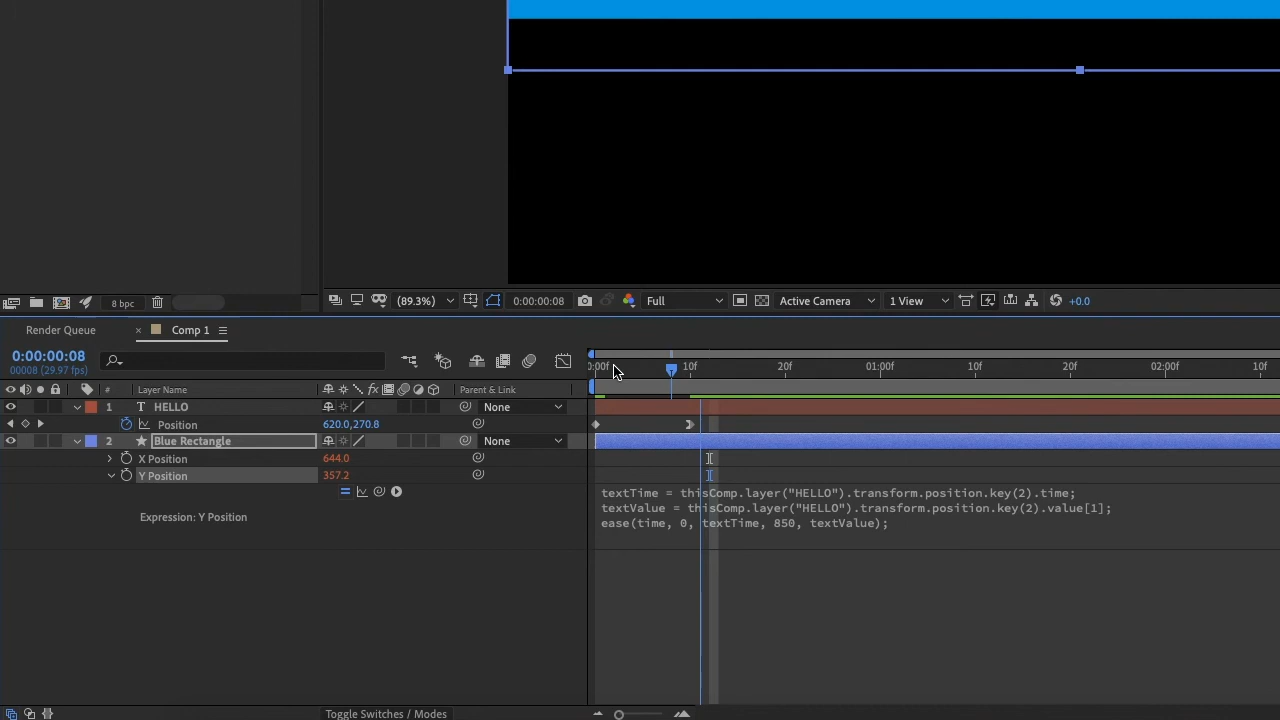 8 bpc
(89.3%)
0:00:00:08
Full
Active Camera
1 View
+0.0
Render Queue
Comp 1
0:00:00:08
00008 (29.97 fps)
:00f
10f
20f
01:00f
10f
20f
02:00f
10f
#
Layer Name
Parent & Link
1
T
HELLO
None
Position
620.0,270.8
2
Blue Rectangle
None
X Position
644.0
Y Position
357.2
Expression: Y Position
textTime = thisComp.layer("HELLO").transform.position.key(2).time;
textValue = thisComp.layer("HELLO").transform.position.key(2).value[1];
ease(time, 0, textTime, 850, textValue);
Toggle Switches / Modes